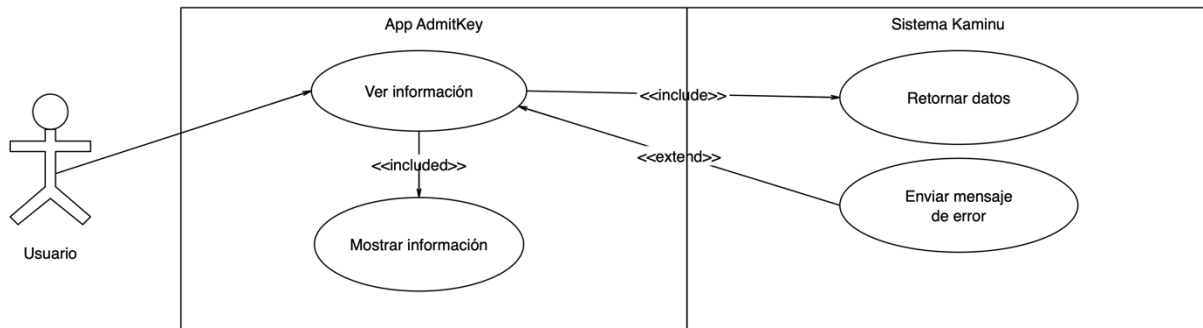 App AdmitKey
Sistema Kaminu
Ver información
<<include>>
Retornar datos
<<included>>
<<extend>>
Enviar mensaje
de error
Mostrar información
Usuario